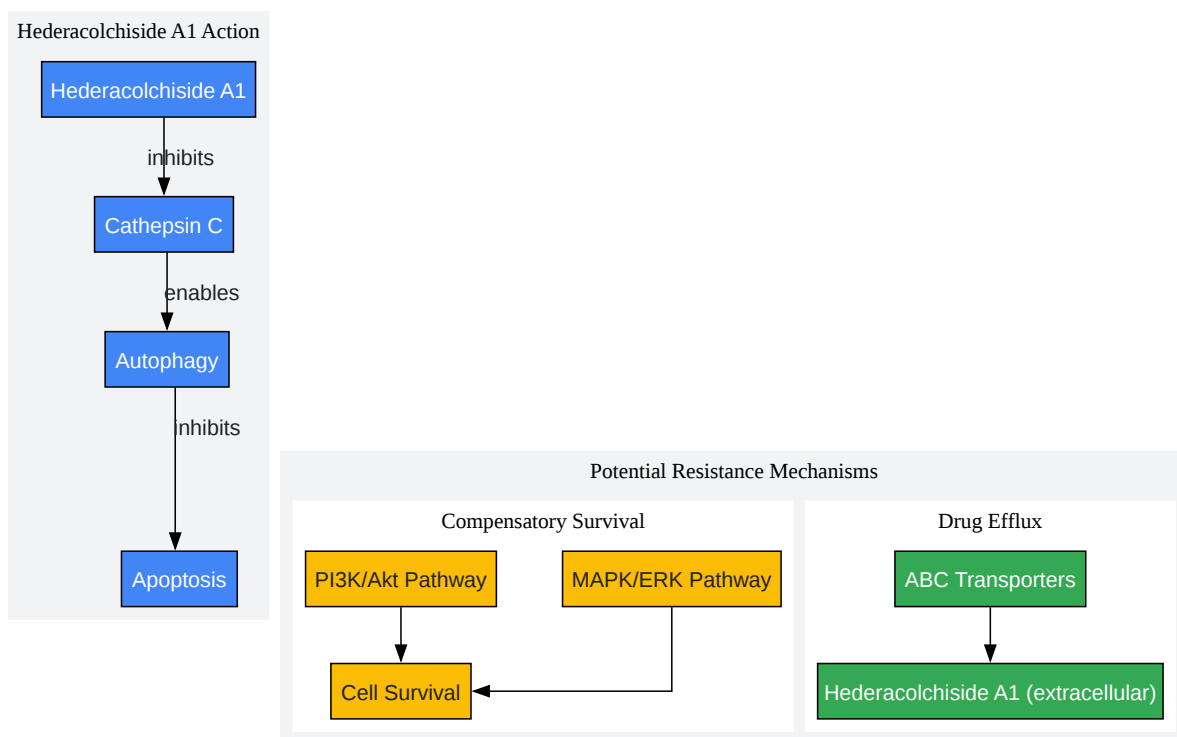 Hederacolchiside A1 Action
Hederacolchiside A1
inhibits
Cathepsin C
enables
Autophagy
inhibits
Apoptosis
Potential Resistance Mechanisms
Compensatory Survival
PI3K/Akt Pathway
MAPK/ERK Pathway
Cell Survival
Drug Efflux
ABC Transporters
Hederacolchiside A1 (extracellular)